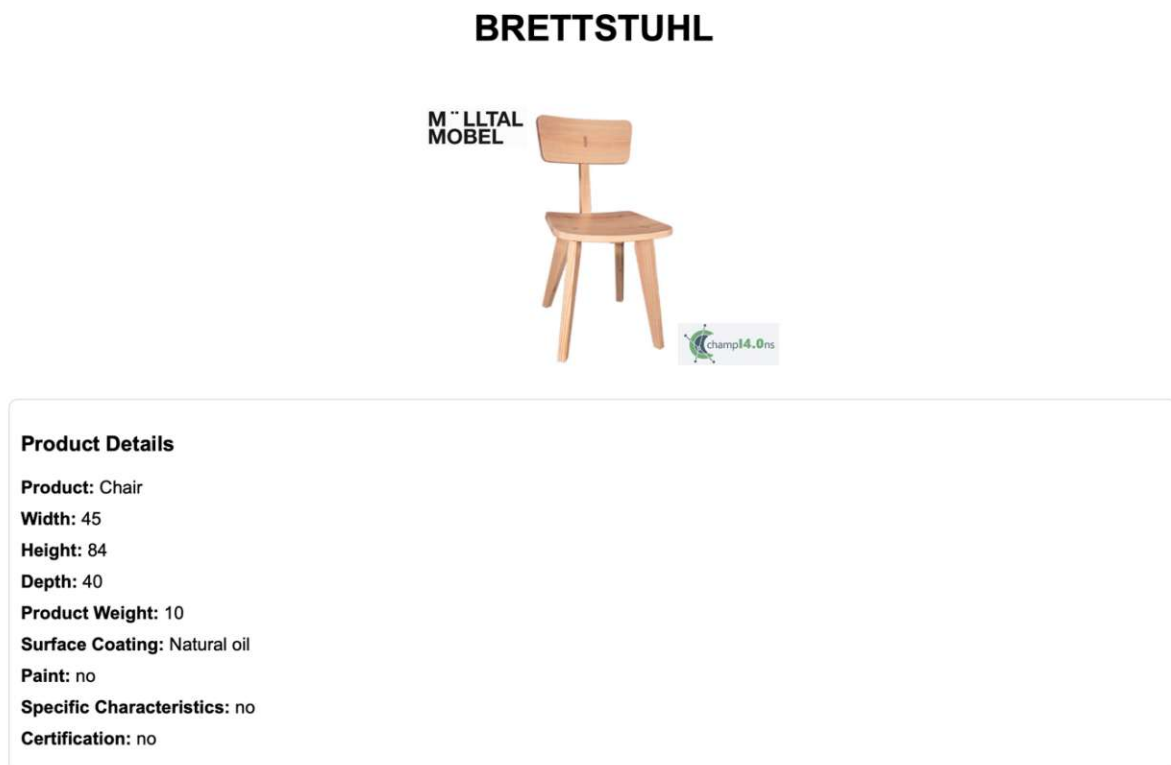 BRETTSTUHL
M¨LLTAL
MOBEL
champI4.0ns
Product Details
Product: Chair
Width: 45
Height: 84
Depth: 40
Product Weight: 10
Surface Coating: Natural oil
Paint: no
Specific Characteristics: no
Certification: no